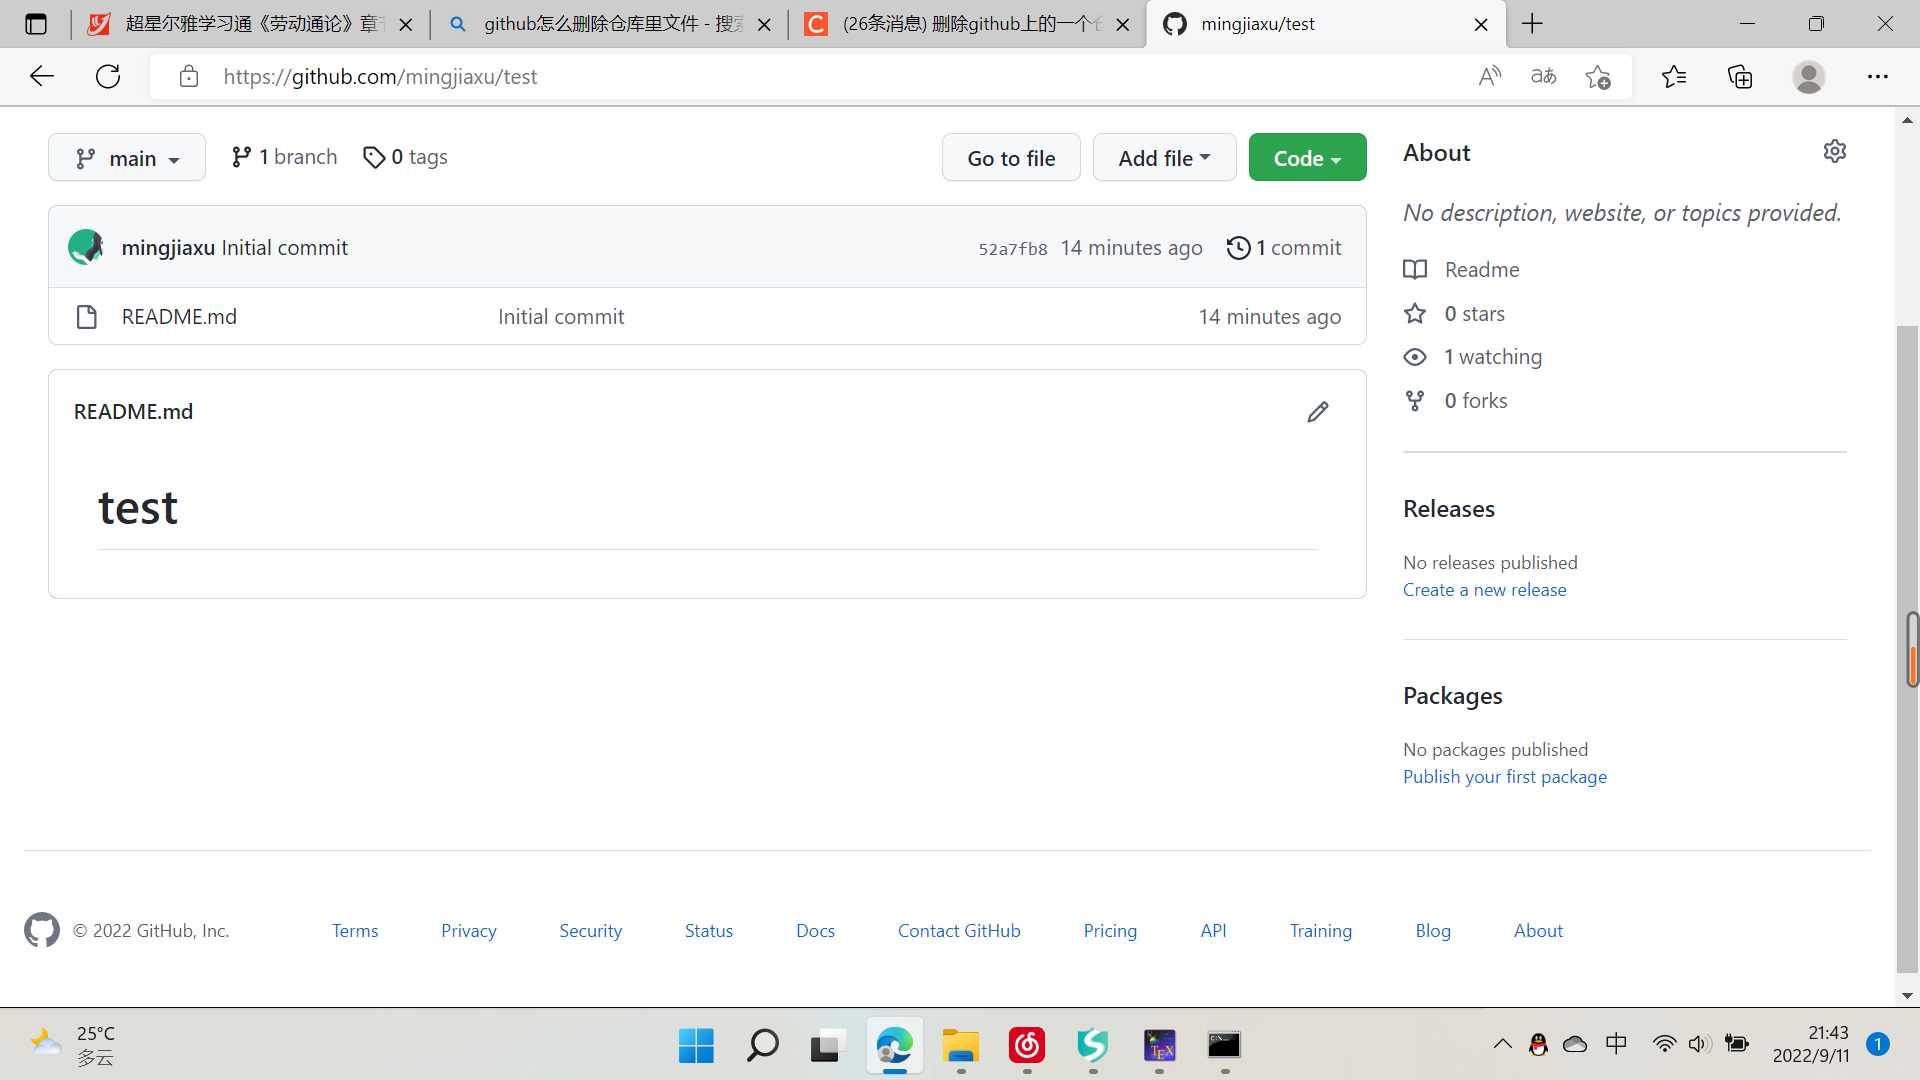 超星尔雅学习通《劳动通论》章节
github怎么删除仓库里文件 - 搜索
(26条消息) 删除github上的一个仓
mingjiaxu/test
https://github.com/mingjiaxu/test
main
1 branch
0 tags
Go to file
Add file
Code
mingjiaxu Initial commit
52a7fb8 14 minutes ago
1 commit
README.md
Initial commit
14 minutes ago
README.md
test
About
No description, website, or topics provided.
Readme
0 stars
1 watching
0 forks
Releases
No releases published
Create a new release
Packages
No packages published
Publish your first package
© 2022 GitHub, Inc.
Terms
Privacy
Security
Status
Docs
Contact GitHub
Pricing
API
Training
Blog
About
25°C
多云
中
21:43
2022/9/11
1